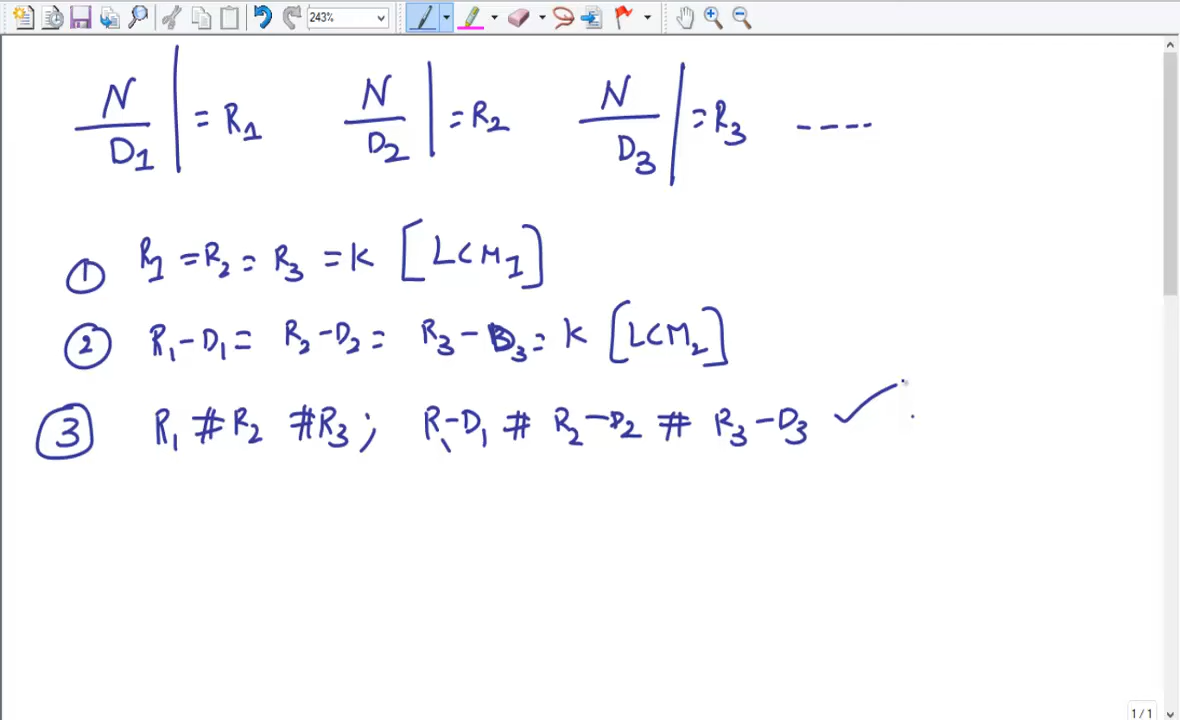 243%
N/D1 | = R1 N/D2 | = R2 N/D3 | = R3 ----
① R1 = R2 = R3 = K [LCM1]
② R1-D1 = R2-D2 = R3-D3 = K [LCM2]
③ R1 # R2 # R3 ; R1-D1 # R2-D2 # R3-D3 ✓
1/1